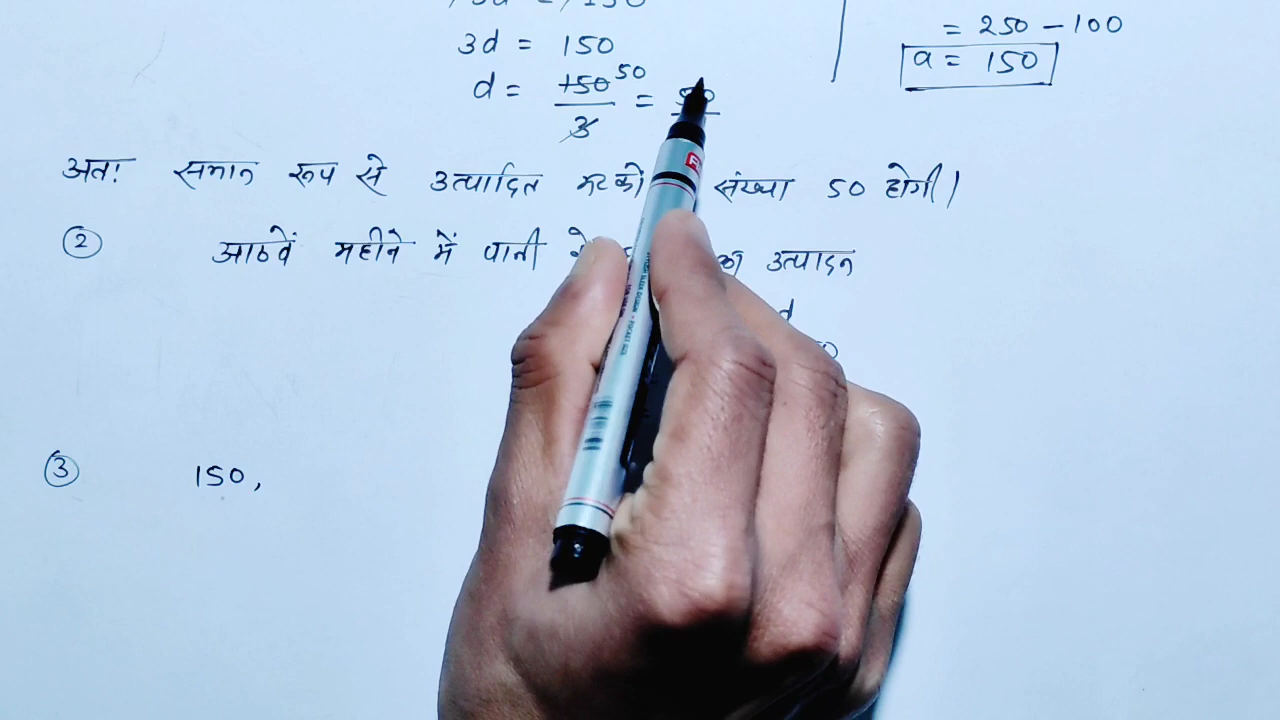 3d = 150
d = 150 50 / 3 =
= 250 - 100
a = 150
अतः समान रूप से उत्पादित मटको संख्या 50 होगी।
② आठवें महीने में पानी का उत्पादन
d
③ 150,